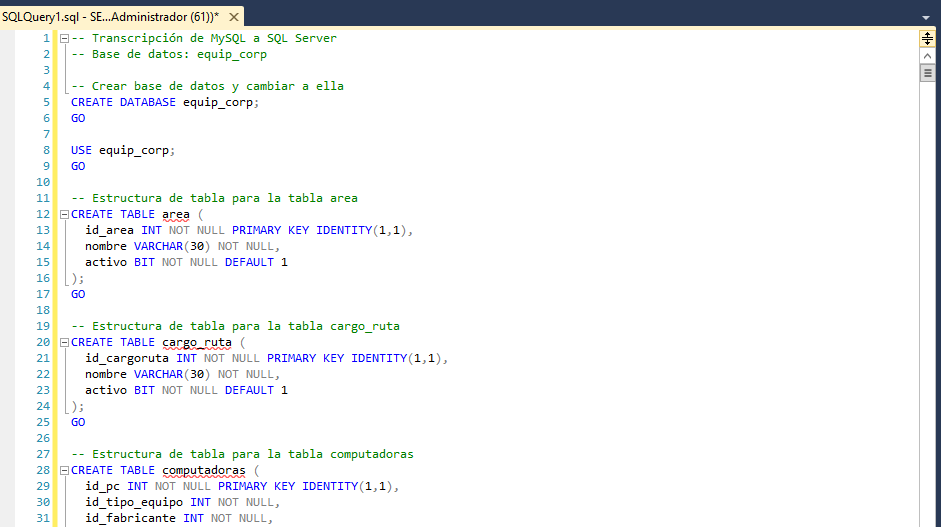 SQLQuery1.sql - SE...Administrador (61))*
1 -- Transcripción de MySQL a SQL Server
2 -- Base de datos: equip_corp
3
4 -- Crear base de datos y cambiar a ella
5 CREATE DATABASE equip_corp;
6 GO
7
8 USE equip_corp;
9 GO
10
11 -- Estructura de tabla para la tabla area
12 CREATE TABLE area (
13 id_area INT NOT NULL PRIMARY KEY IDENTITY(1,1),
14 nombre VARCHAR(30) NOT NULL,
15 activo BIT NOT NULL DEFAULT 1
16 );
17 GO
18
19 -- Estructura de tabla para la tabla cargo_ruta
20 CREATE TABLE cargo_ruta (
21 id_cargoruta INT NOT NULL PRIMARY KEY IDENTITY(1,1),
22 nombre VARCHAR(30) NOT NULL,
23 activo BIT NOT NULL DEFAULT 1
24 );
25 GO
26
27 -- Estructura de tabla para la tabla computadoras
28 CREATE TABLE computadoras (
29 id_pc INT NOT NULL PRIMARY KEY IDENTITY(1,1),
30 id_tipo_equipo INT NOT NULL,
31 id_fabricante INT NOT NULL,